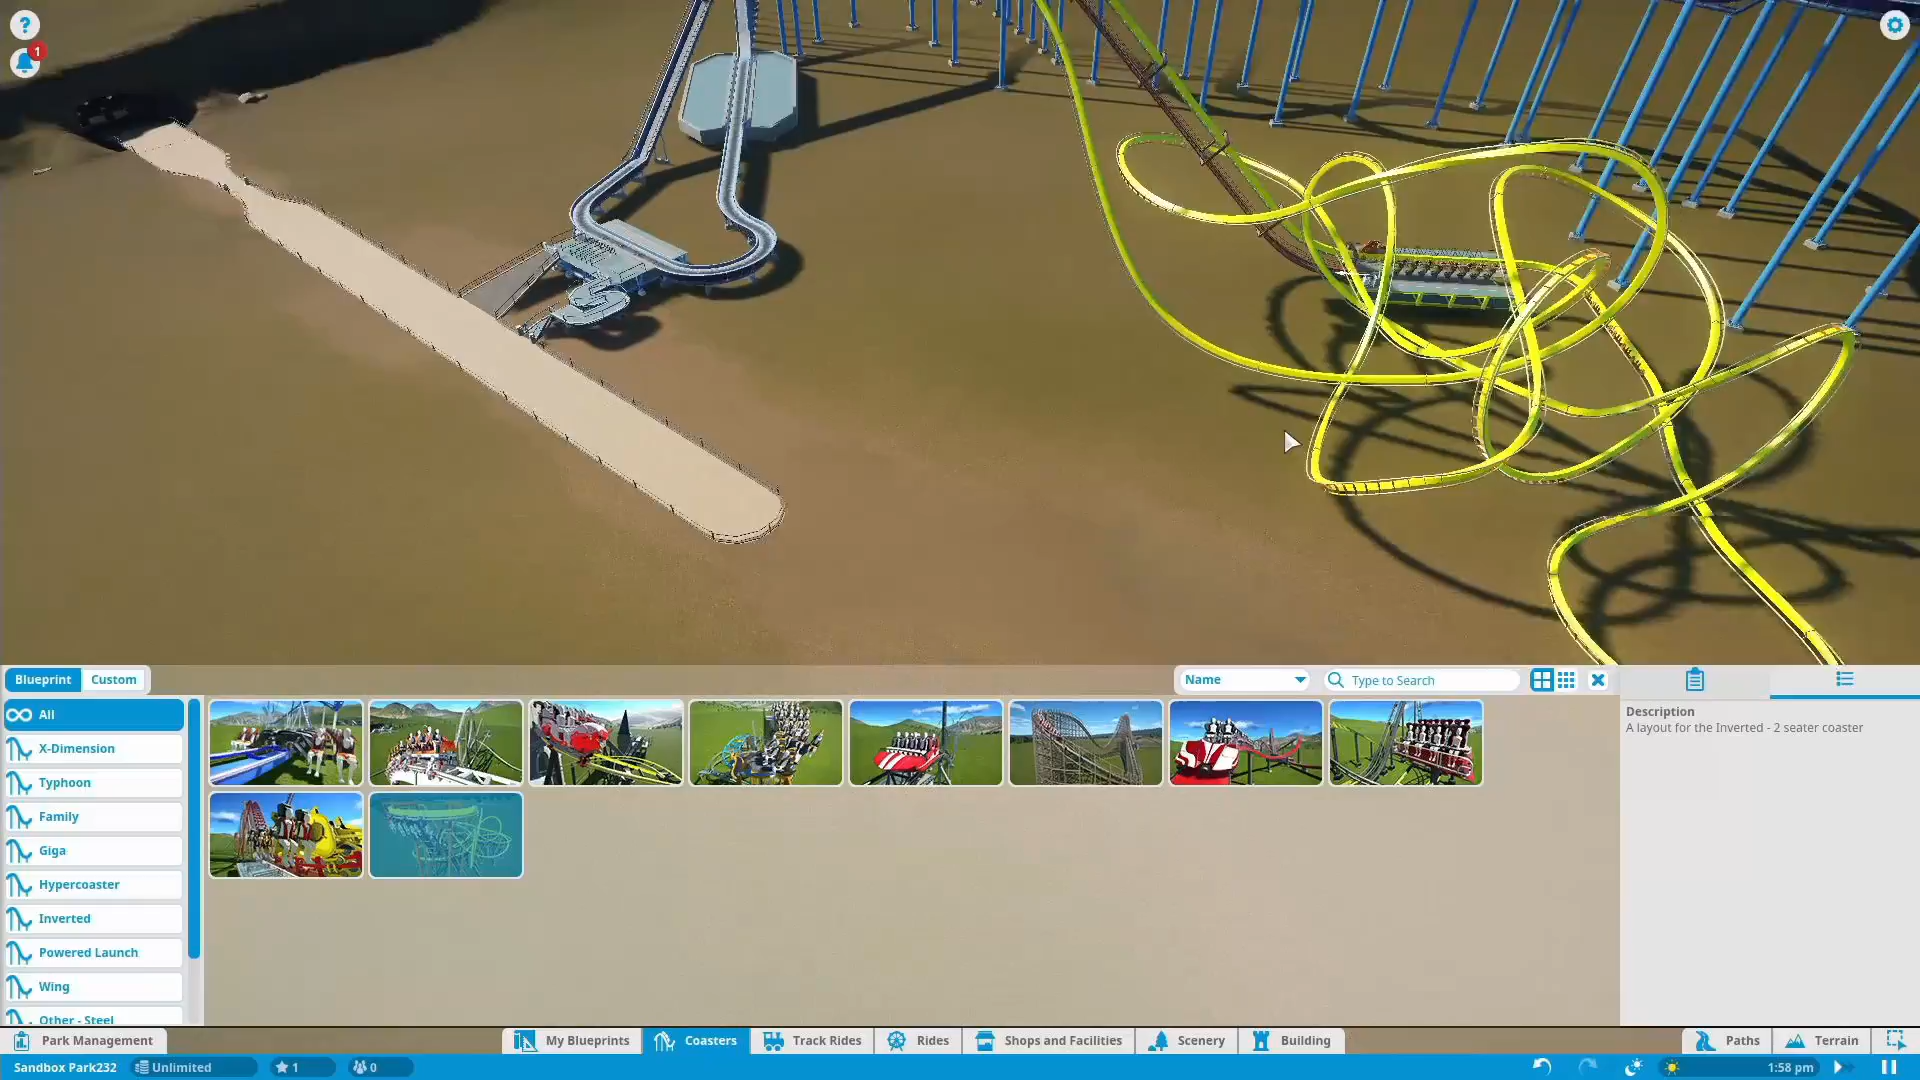 ?
1
Blueprint
Custom
Name
Type to Search
All
X-Dimension
Typhoon
Family
Giga
Hypercoaster
Inverted
Powered Launch
Wing
Other - Steel
Description
A layout for the Inverted - 2 seater coaster
Park Management
My Blueprints
Coasters
Track Rides
Rides
Shops and Facilities
Scenery
Building
Paths
Terrain
Sandbox Park232
Unlimited
1
0
1:58 pm